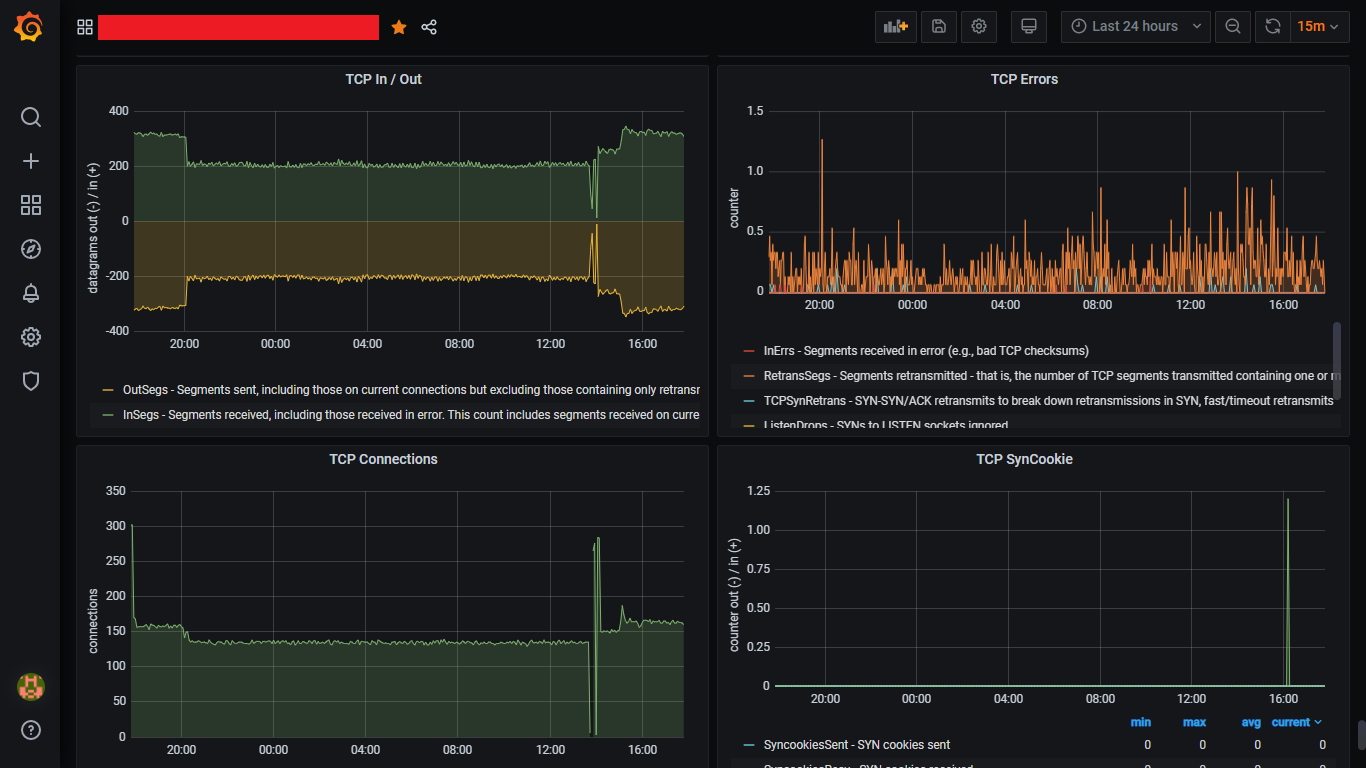 Last 24 hours
15m
TCP In / Out
400
200
0
-200
-400
datagrams out (-) / in (+)
20:00 00:00 04:00 08:00 12:00 16:00
OutSegs - Segments sent, including those on current connections but excluding those containing only retransr
InSegs - Segments received, including those received in error. This count includes segments received on curre
TCP Errors
1.5
1.0
0.5
0
counter
20:00 00:00 04:00 08:00 12:00 16:00
InErrs - Segments received in error (e.g., bad TCP checksums)
RetransSegs - Segments retransmitted - that is, the number of TCP segments transmitted containing one or m
TCPSynRetrans - SYN-SYN/ACK retransmits to break down retransmissions in SYN, fast/timeout retransmits
ListenDrops - SYNs to LISTEN sockets ignored
TCP Connections
350
300
250
200
150
100
50
0
connections
20:00 00:00 04:00 08:00 12:00 16:00
TCP SynCookie
1.25
1.00
0.75
0.50
0.25
0
counter out (-) / in (+)
20:00 00:00 04:00 08:00 12:00 16:00
min max avg current
SyncookiesSent - SYN cookies sent 0 0 0 0